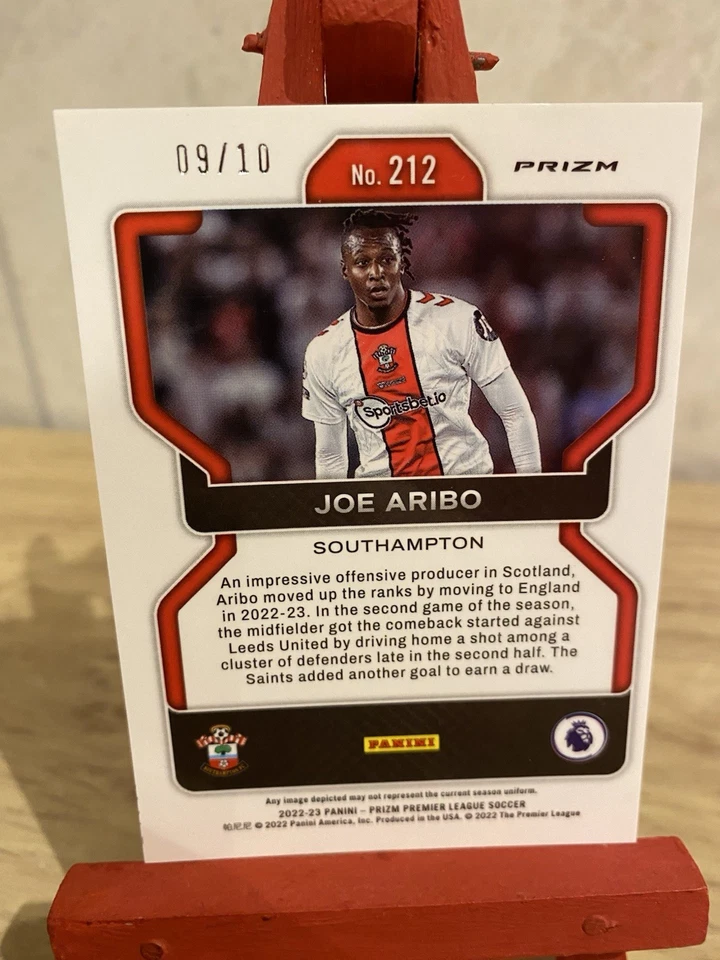 09/10
No. 212
PRIZM
Sportsbet.io
JOE ARIBO
SOUTHAMPTON
An impressive offensive producer in Scotland,
Aribo moved up the ranks by moving to England
in 2022-23. In the second game of the season,
the midfielder got the comeback started against
Leeds United by driving home a shot among a
cluster of defenders late in the second half. The
Saints added another goal to earn a draw.
PANINI
Any image depicted may not represent the current season uniform.
2022-23 PANINI – PRIZM PREMIER LEAGUE SOCCER
帕尼尼 © 2022 Panini America, Inc. Produced in the USA. © 2022 The Premier League